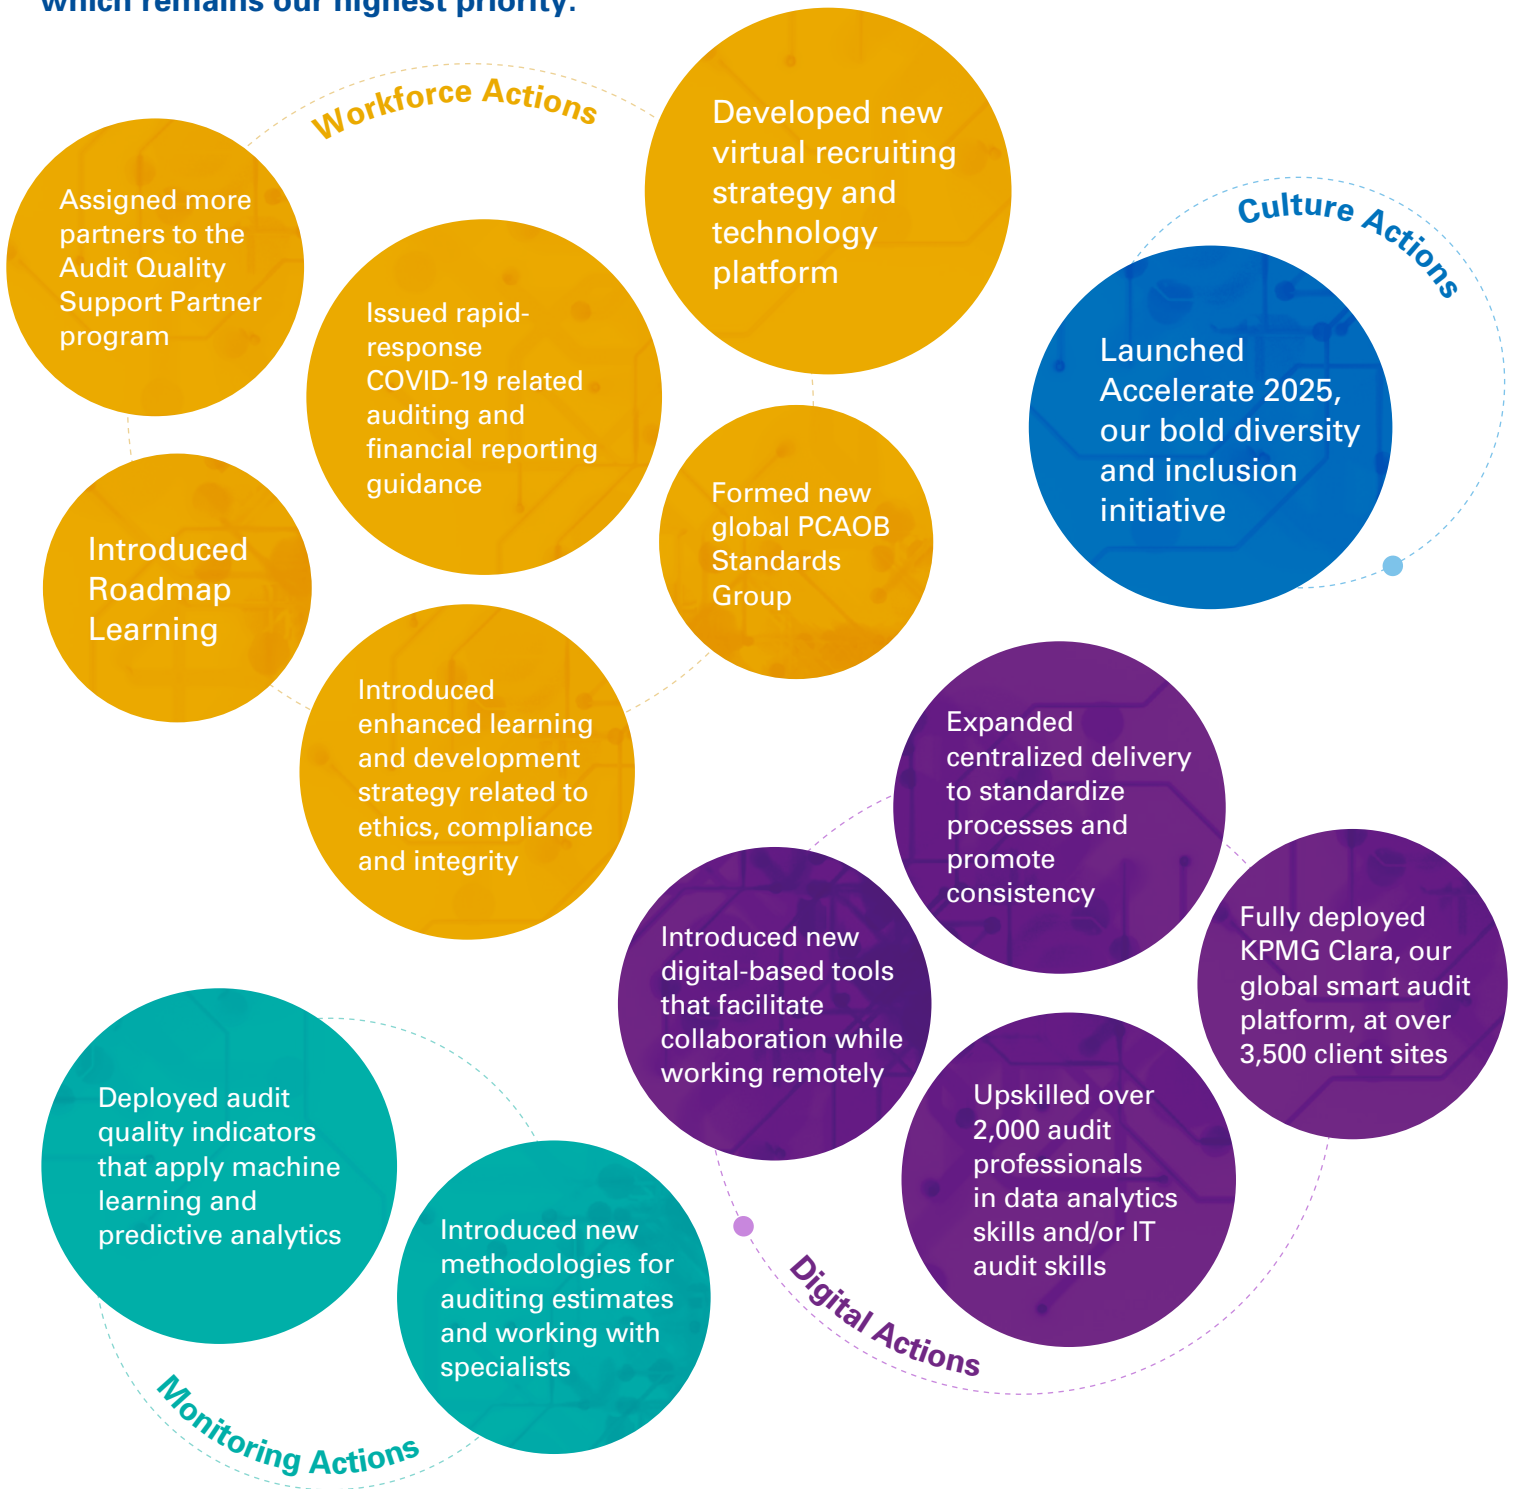 which remains our highest priority.
Workforce Actions
Assigned more
partners to the
Audit Quality
Support Partner
program
Issued rapid-
response
COVID-19 related
auditing and
financial reporting
guidance
Developed new
virtual recruiting
strategy and
technology
platform
Introduced
Roadmap
Learning
Introduced
enhanced learning
and development
strategy related to
ethics, compliance
and integrity
Formed new
global PCAOB
Standards
Group
Culture Actions
Launched
Accelerate 2025,
our bold diversity
and inclusion
initiative
Expanded
centralized delivery
to standardize
processes and
promote
consistency
Introduced new
digital-based tools
that facilitate
collaboration while
working remotely
Fully deployed
KPMG Clara, our
global smart audit
platform, at over
3,500 client sites
Upskilled over
2,000 audit
professionals
in data analytics
skills and/or IT
audit skills
Digital Actions
Deployed audit
quality indicators
that apply machine
learning and
predictive analytics
Introduced new
methodologies for
auditing estimates
and working with
specialists
Monitoring Actions